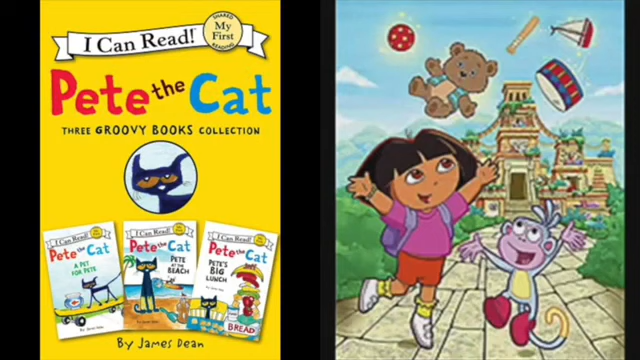 I Can Read!
SHARED
My First
READING
Pete the Cat
THREE GROOVY BOOKS COLLECTION
I Can Read!
Pete the Cat
A PET FOR PETE
I Can Read!
Pete the Cat
PETE
AT THE
BEACH
I Can Read!
Pete the Cat
PETE'S
BIG
LUNCH
BREAD
By James Dean